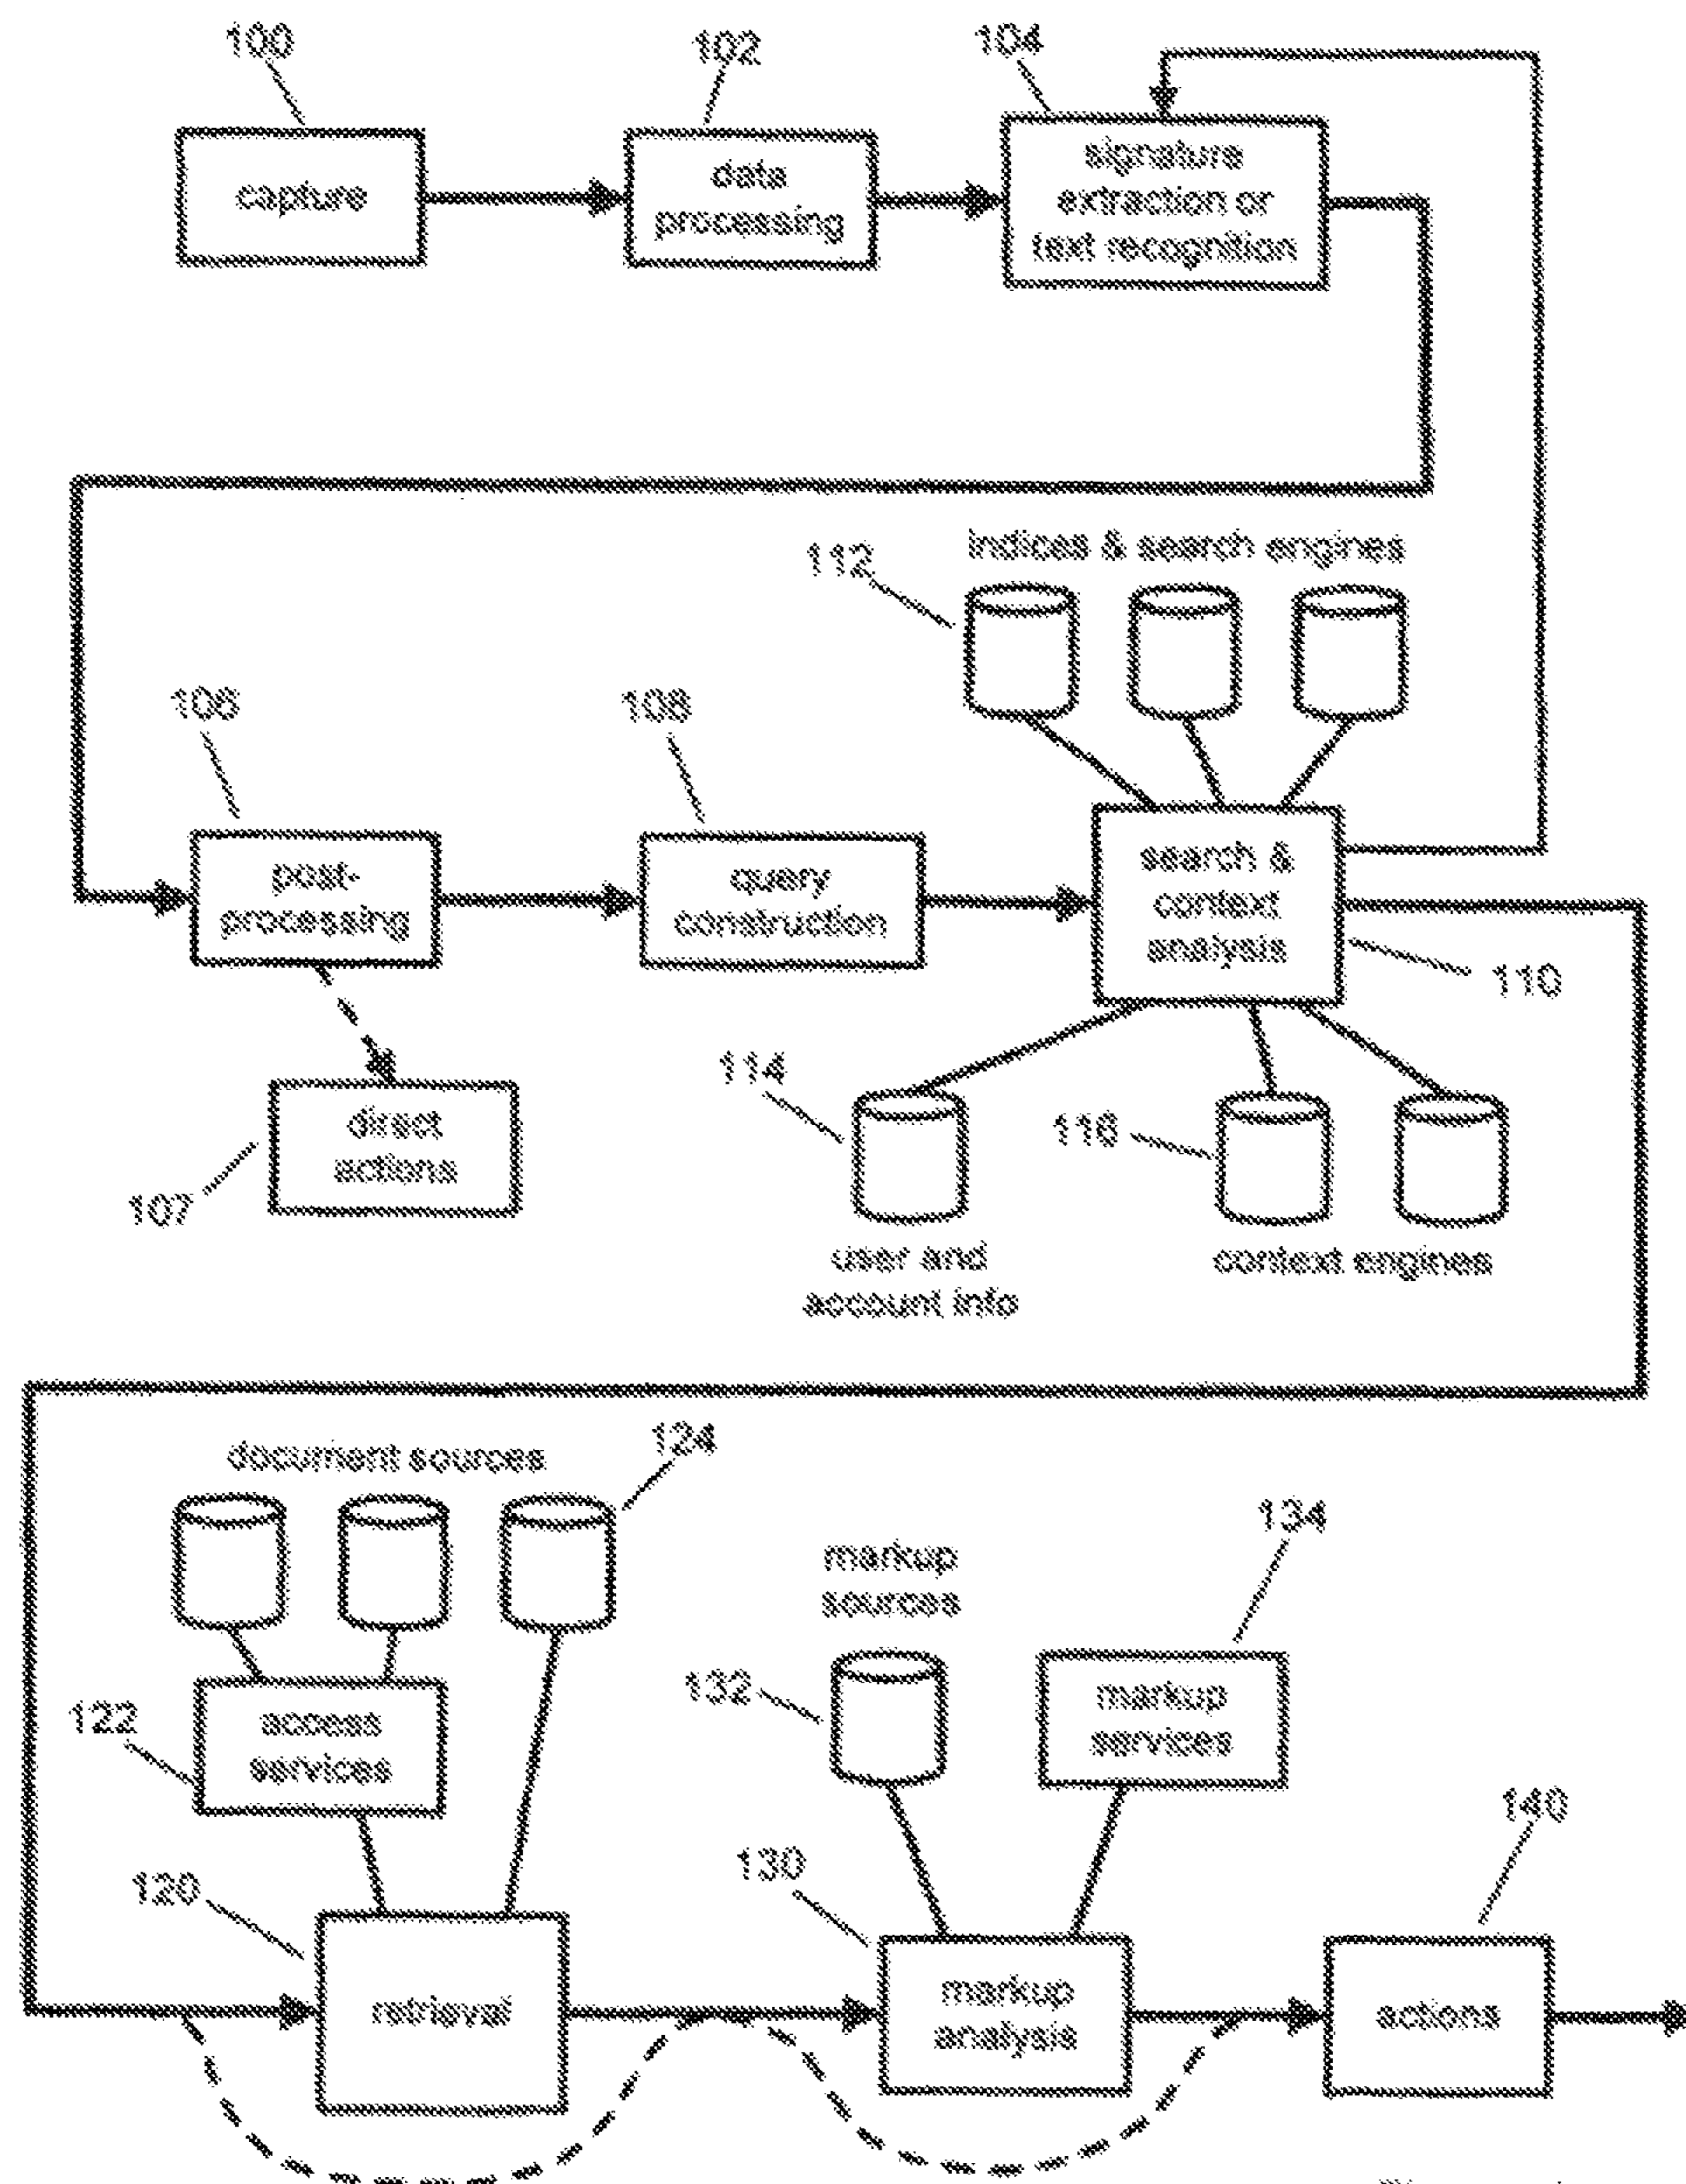 100
102
104
capture
data
processing
signature
extraction or
text recognition
112
indices & search engines
106
108
post-
processing
query
construction
search &
context
analysis
110
114
116
direct
actions
107
user and
account info
context engines
document sources
124
134
markup
sources
122
access
services
132
markup
services
140
120
130
retrieval
markup
analysis
actions